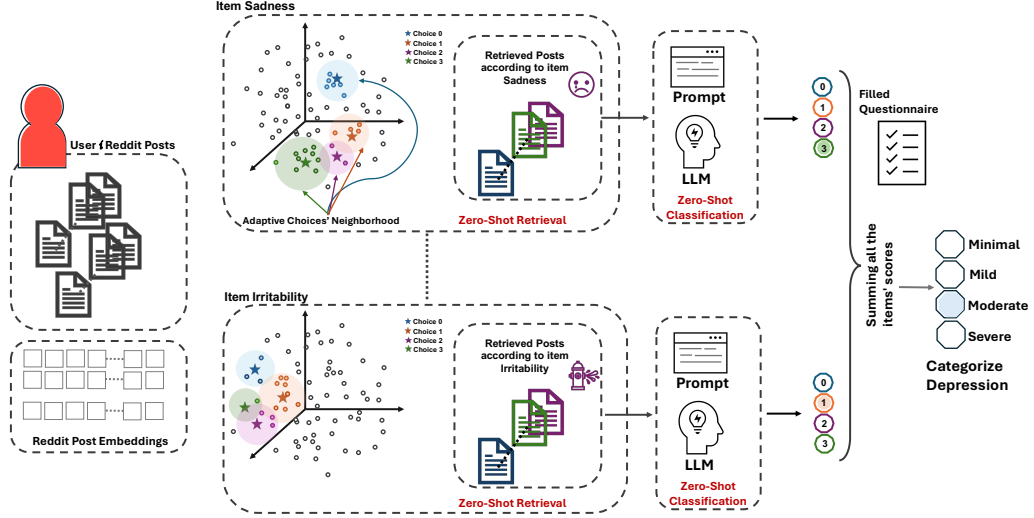 Item Sadness
Choice 0
Choice 1
Choice 2
Choice 3
Adaptive Choices' Neighborhood
Retrieved Posts
according to item
Sadness
Zero-Shot Retrieval
Prompt
LLM
Zero-Shot
Classification
0
1
2
3
Filled
Questionnaire
User Reddit Posts
Reddit Post Embeddings
Item Irritability
Choice 0
Choice 1
Choice 2
Choice 3
Retrieved Posts
according to item
Irritability
Zero-Shot Retrieval
Prompt
LLM
Zero-Shot
Classification
0
1
2
3
Summing all the
items' scores
Minimal
Mild
Moderate
Severe
Categorize
Depression